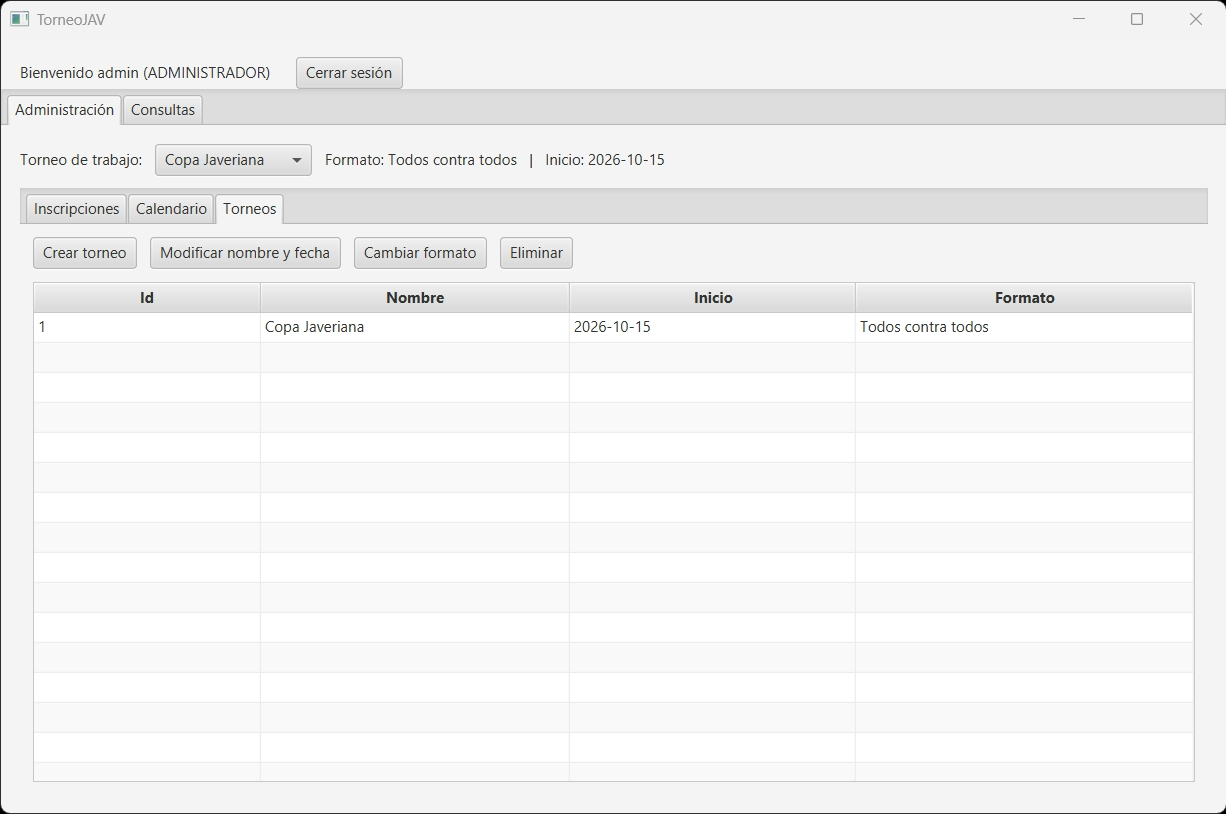 TorneoJAV
Bienvenido admin (ADMINISTRADOR) Cerrar sesión
Administración Consultas
Torneo de trabajo: Copa Javeriana Formato: Todos contra todos | Inicio: 2026-10-15
Inscripciones Calendario Torneos
Crear torneo Modificar nombre y fecha Cambiar formato Eliminar
Id Nombre Inicio Formato
1 Copa Javeriana 2026-10-15 Todos contra todos